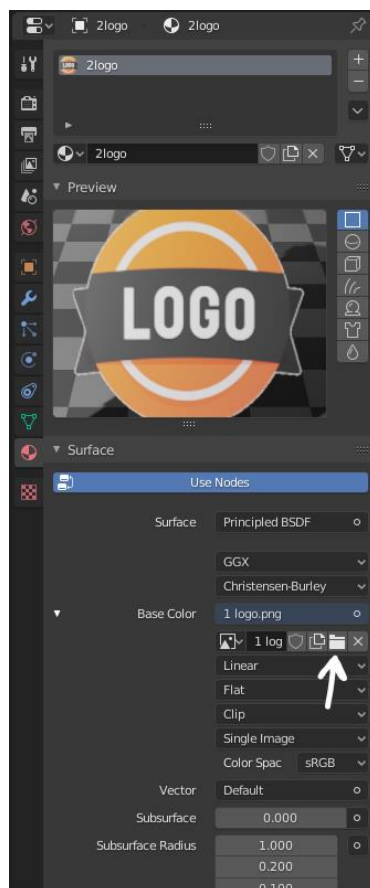 2logo 2logo
2logo
2logo
Preview
LOGO
Surface
Use Nodes
Surface Principled BSDF
GGX
Christensen-Burley
Base Color 1 logo.png
1 log
Linear
Flat
Clip
Single Image
Color Spac sRGB
Vector Default
Subsurface 0.000
Subsurface Radius 1.000
0.200
0.100